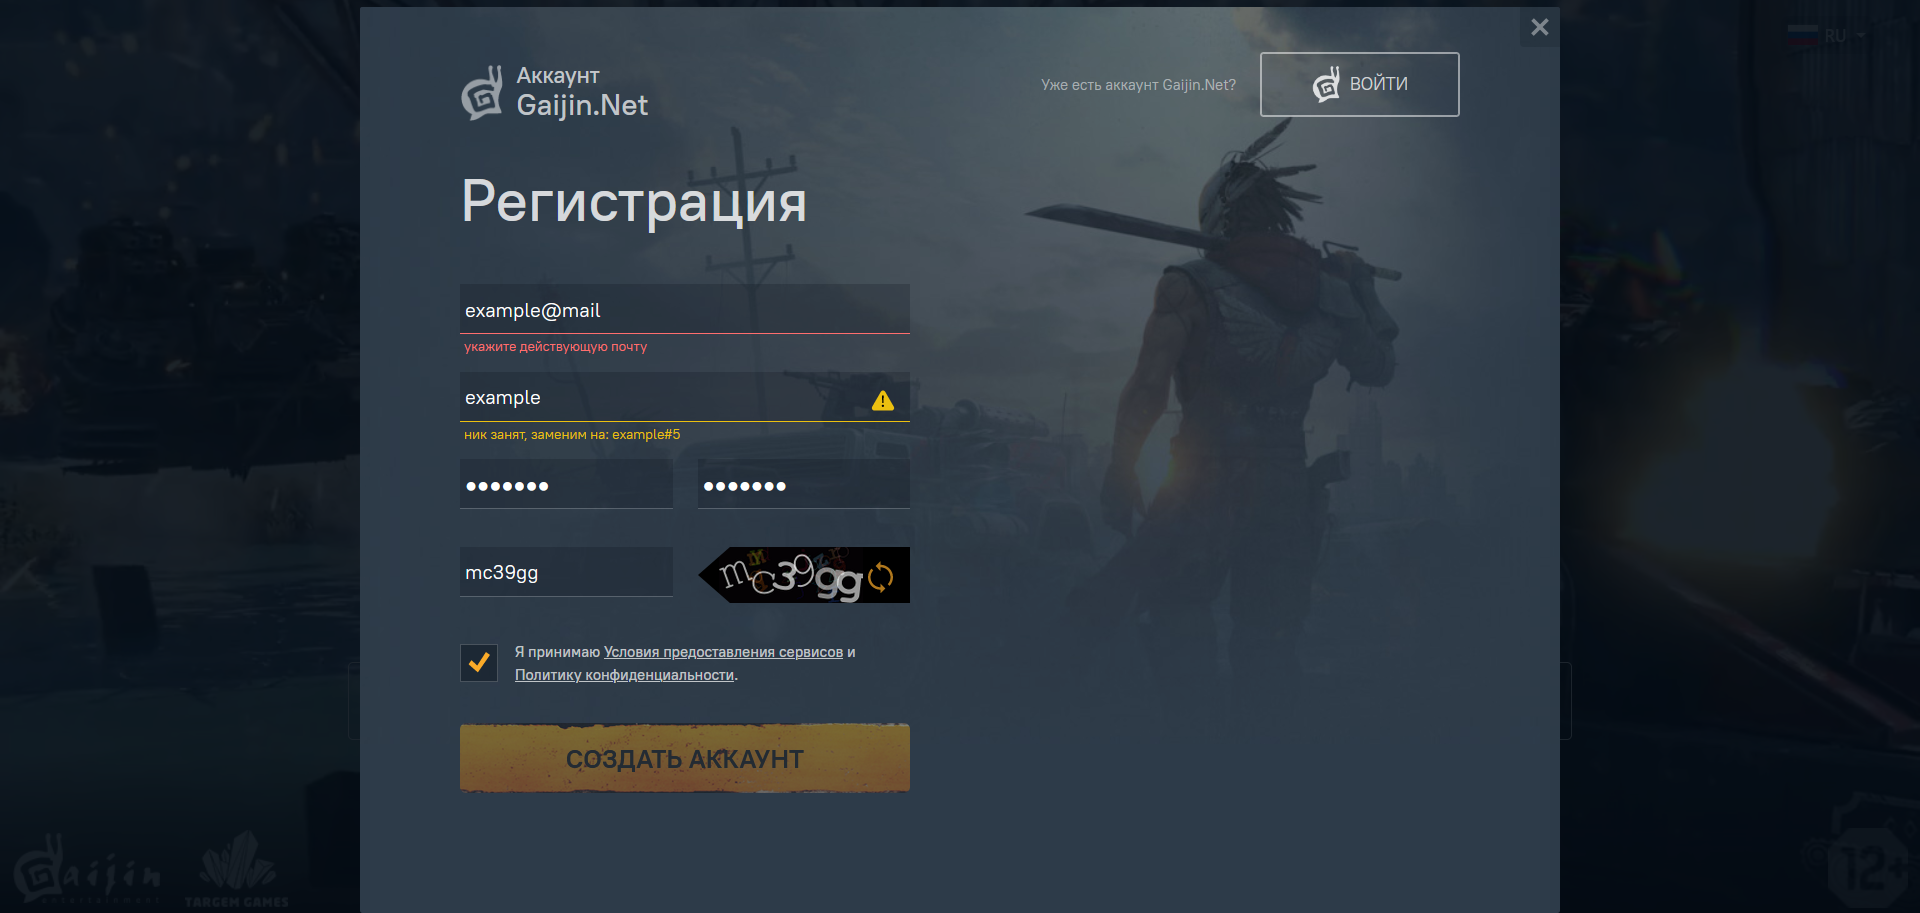 RU
Аккаунт
Gaijin.Net
Уже есть аккаунт Gaijin.Net?
ВОЙТИ
Регистрация
example@mail
укажите действующую почту
example
ник занят, заменим на: example#5
●●●●●●●
●●●●●●●
mc39gg
mc39gg
Я принимаю Условия предоставления сервисов и
Политику конфиденциальности.
СОЗДАТЬ АККАУНТ
Gaijin
entertainment
TARGEM GAMES
12+